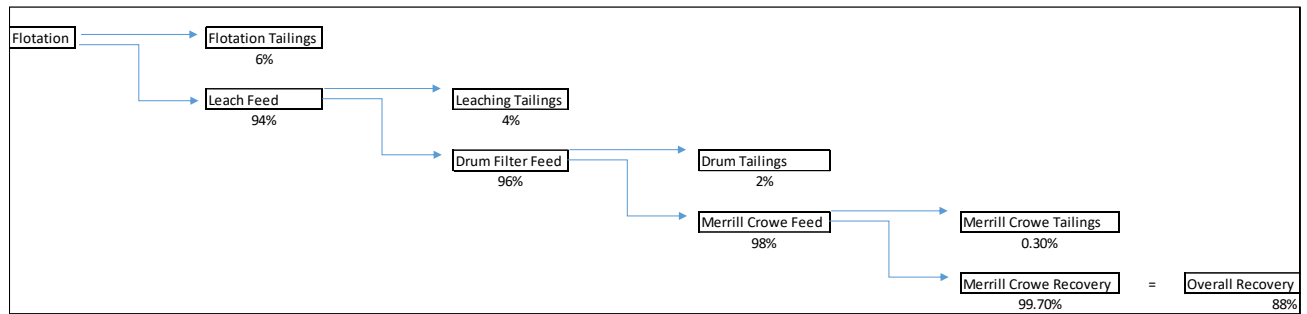 Flotation
Flotation Tailings
6%
Leach Feed
94%
Leaching Tailings
4%
Drum Filter Feed
96%
Drum Tailings
2%
Merrill Crowe Feed
98%
Merrill Crowe Tailings
0.30%
Merrill Crowe Recovery = Overall Recovery
99.70% 88%